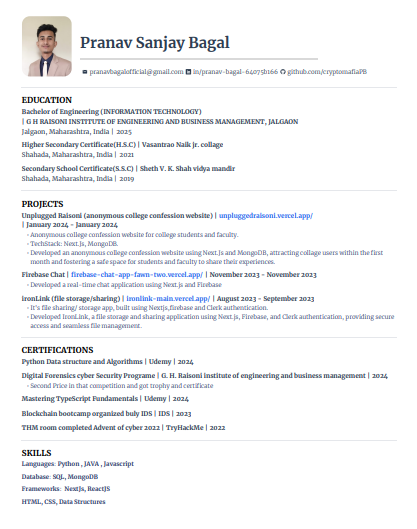 Pranav Sanjay Bagal
pranavbagalofficial@gmail.com in/pranav-bagal-64075b166 github.com/cryptomafiaPB
EDUCATION
Bachelor of Engineering (INFORMATION TECHNOLOGY)
| G H RAISONI INSTITUTE OF ENGINEERING AND BUSINESS MANAGEMENT, JALGAON
Jalgaon, Maharashtra, India | 2025
Higher Secondary Certificate(H.S.C) | Vasantrao Naik jr. collage
Shahada, Maharashtra, India | 2021
Secondary School Certificate(S.S.C) | Sheth V. K. Shah vidya mandir
Shahada, Maharashtra, India | 2019
PROJECTS
Unplugged Raisoni (anonymous college confession website) | unpluggedraisoni.vercel.app/
| January 2024 - January 2024
• Anonymous college confession website for college students and faculty.
• TechStack: Next.Js, MongoDB.
• Developed an anonymous college confession website using Next.Js and MongoDB, attracting college users within the first
month and fostering a safe space for students and faculty to share their experiences.
Firebase Chat | firebase-chat-app-fawn-two.vercel.app/ | November 2023 - November 2023
• Developed a real-time chat application using Next.js and Firebase
ironLink (file storage/sharing) | ironlink-main.vercel.app/ | August 2023 - September 2023
• It's file sharing/ storage app, built using Nextjs,firebase and Clerk authentication.
• Developed IronLink, a file storage and sharing application using Next.js, Firebase, and Clerk authentication, providing secure
access and seamless file management.
CERTIFICATIONS
Python Data structure and Algorithms | Udemy | 2024
Digital Forensics cyber Security Programe | G. H. Raisoni institute of engineering and business management | 2024
• Second Price in that competition and got trophy and certificate
Mastering TypeScript Fundamentals | Udemy | 2024
Blockchain bootcamp organized buly IDS | IDS | 2023
THM room completed Advent of cyber 2022 | TryHackMe | 2022
SKILLS
Languages: Python , JAVA , Javascript
Database: SQL, MongoDB
Frameworks: NextJs, ReactJS
HTML, CSS, Data Structures